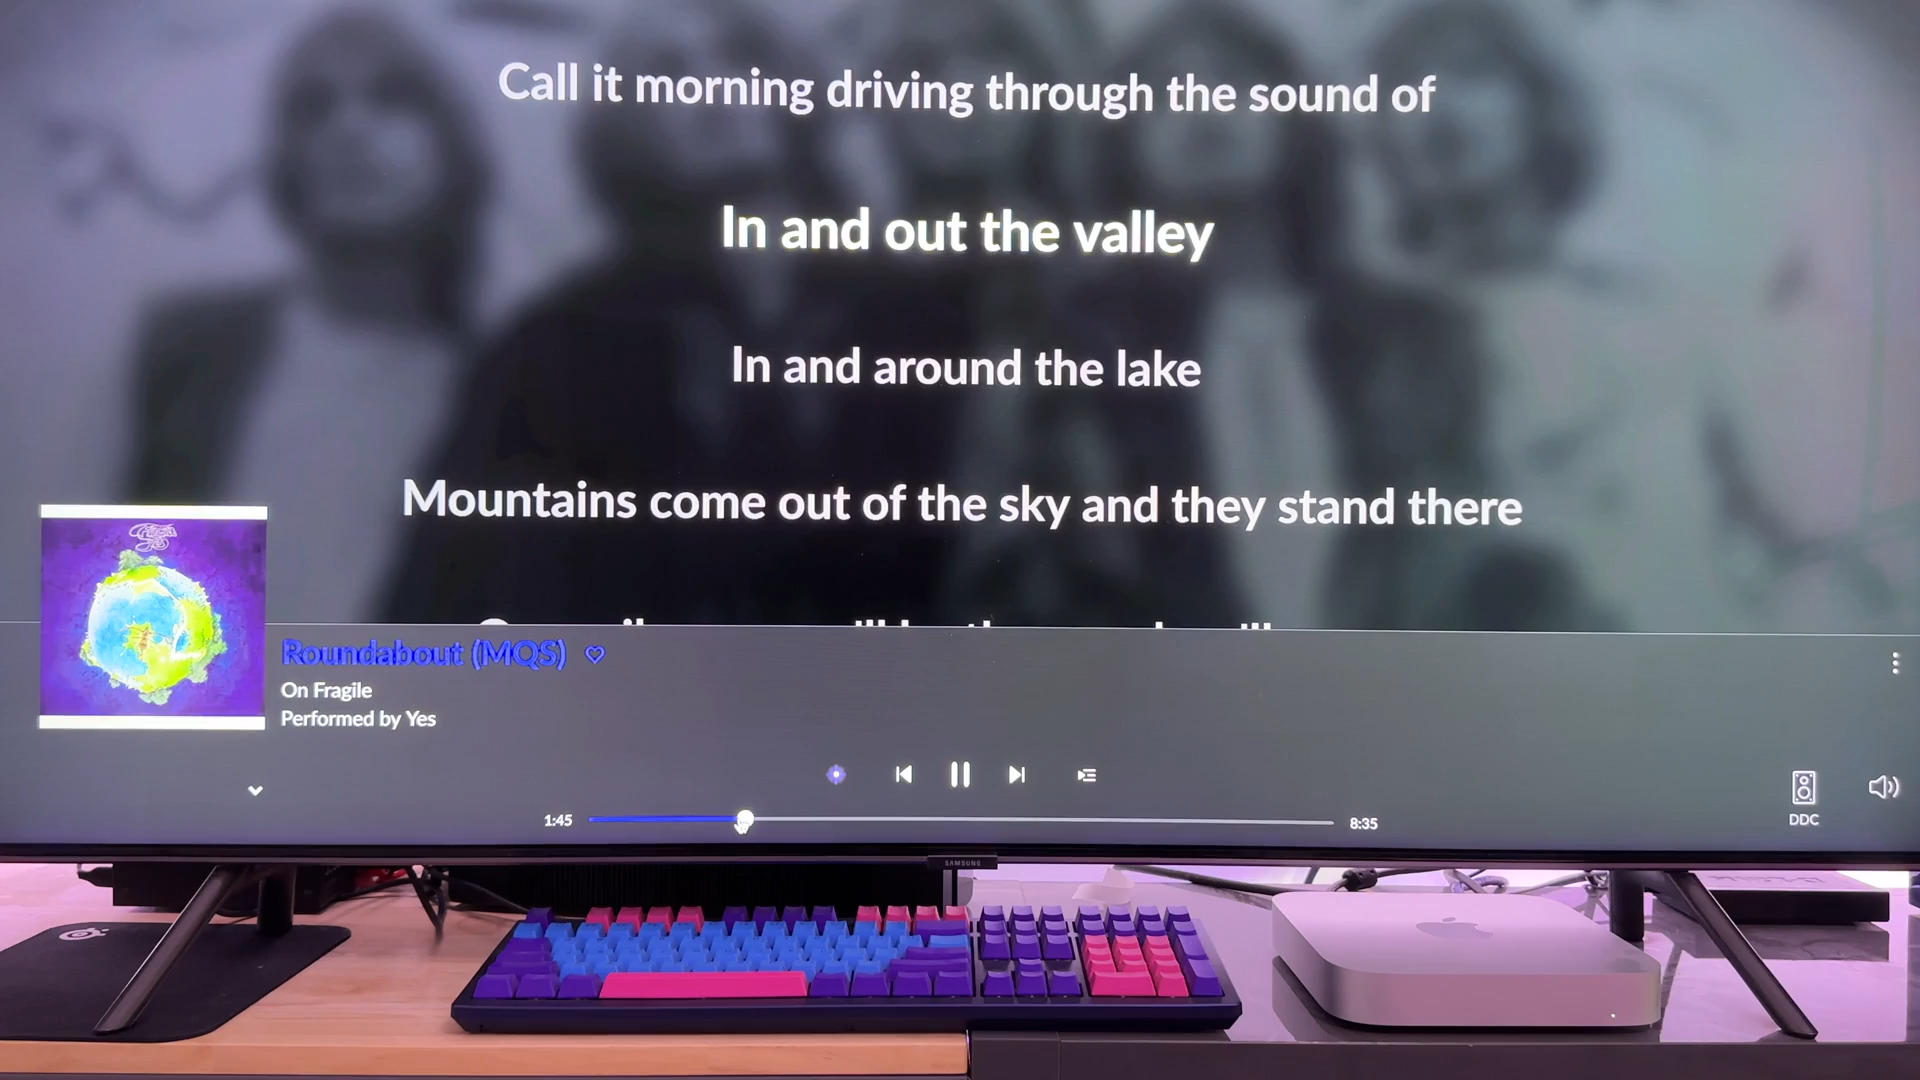 Call it morning driving through the sound of
In and out the valley
In and around the lake
Mountains come out of the sky and they stand there
Roundabout (MQS)
On Fragile
Performed by Yes
1:45
8:35
DDC
SAMSUNG